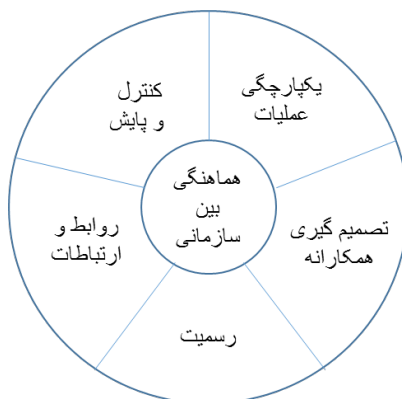 یکپارچگی
عملیات
کنترل
و پایش
هماهنگی
بین
سازمانی
تصمیم گیری
همکارانه
روابط و
ارتباطات
رسمیت